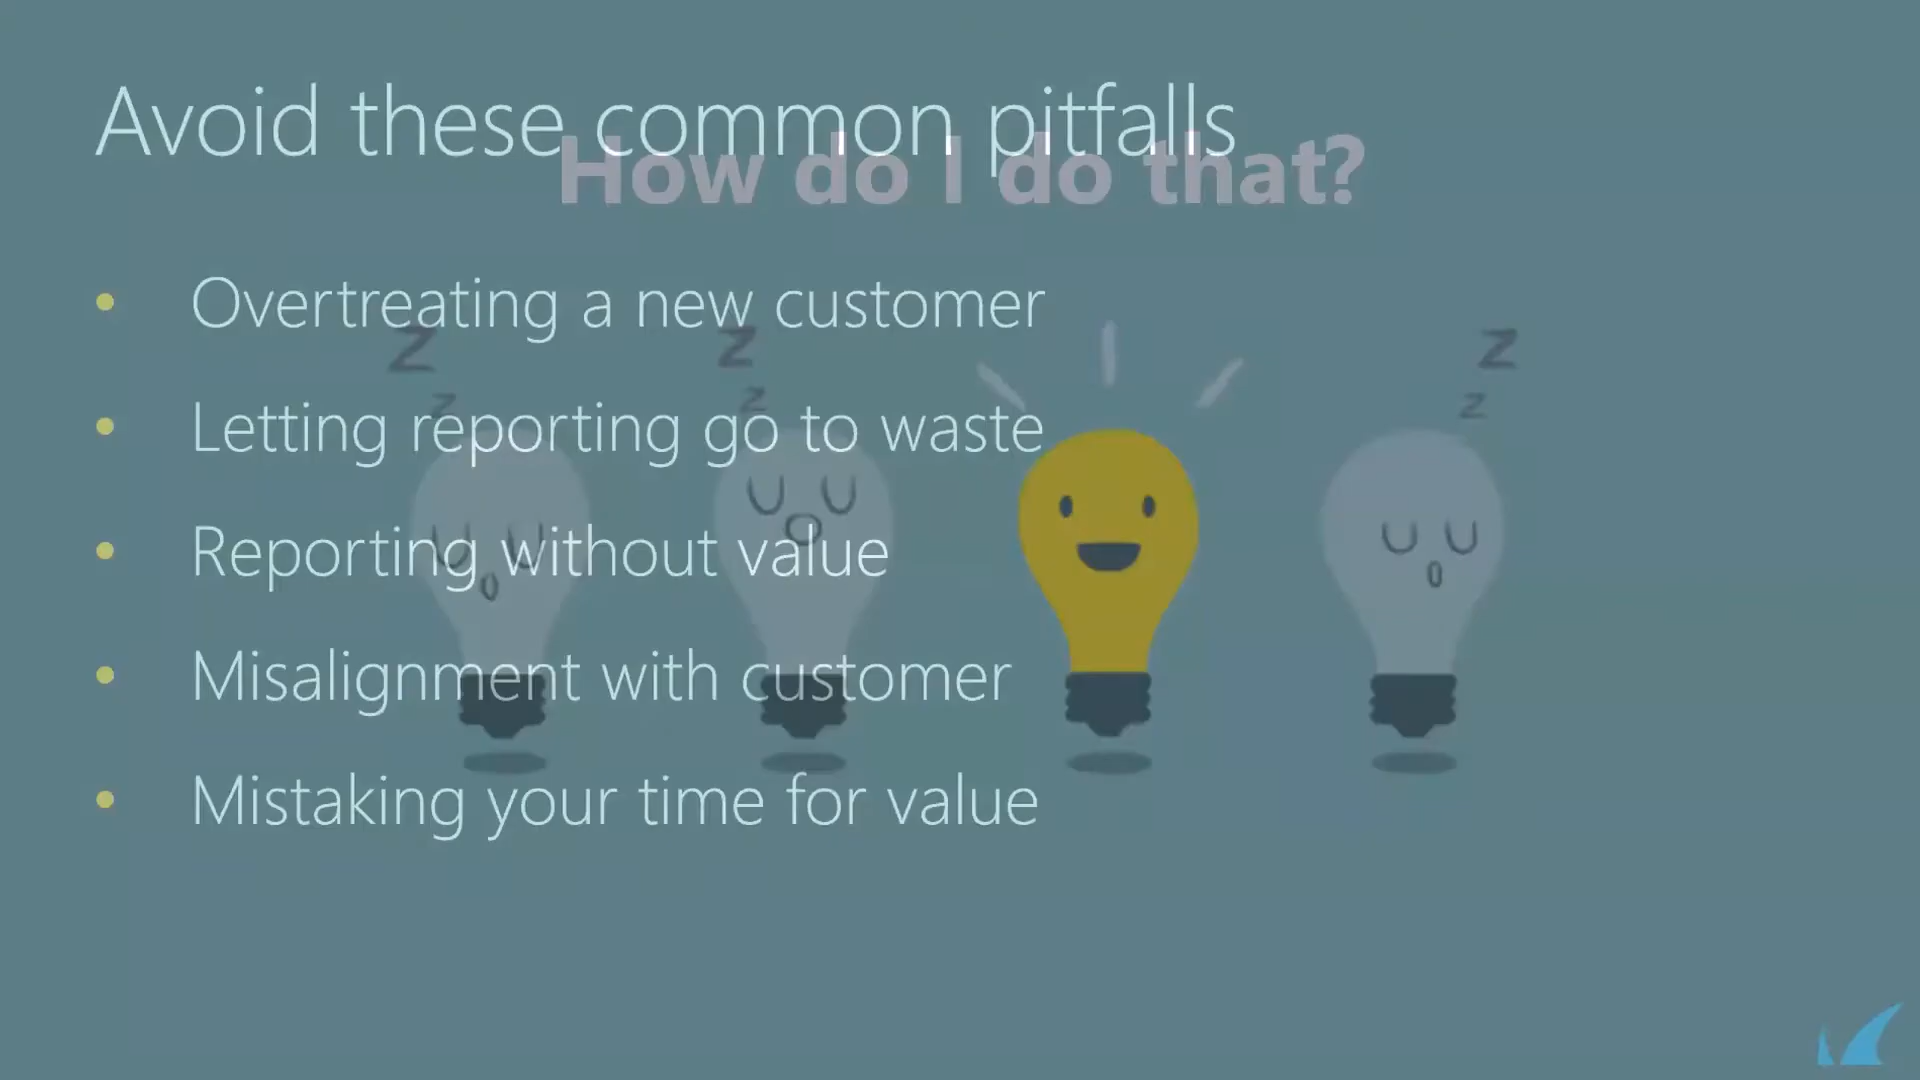 Avoid these common pitfalls
How do I do that?
• Overtreating a new customer
Z Z Z
z z z
• Letting reporting go to waste
• Reporting without value
• Misalignment with customer
• Mistaking your time for value